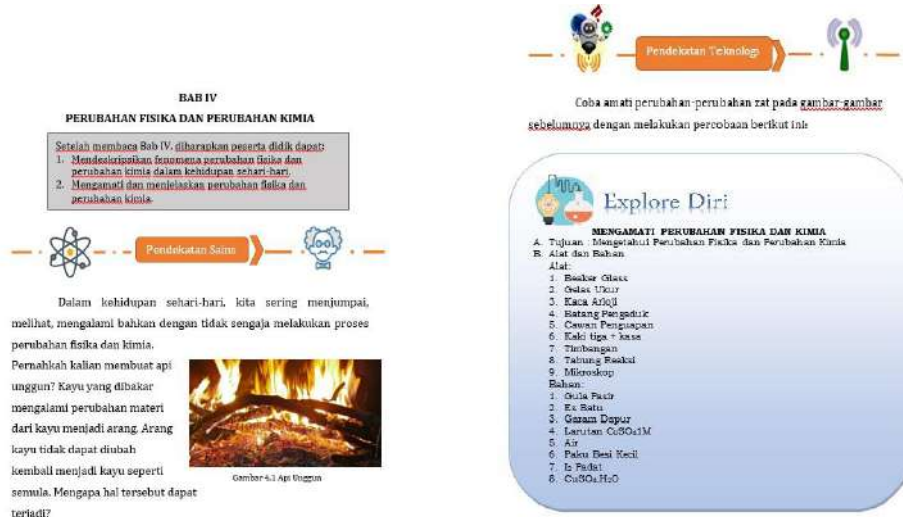 BAB IV
PERUBAHAN FISIKA DAN PERUBAHAN KIMIA
Setelah membaca Bab IV, diharapkan peserta didik dapat:
1. Mendeskripsikan fenomena perubahan fisika dan
perubahan kimia dalam kehidupan sehari-hari.
2. Mengamati dan menjelaskan perubahan fisika dan
perubahan kimia.
Pendekatan Sains
Dalam kehidupan sehari-hari, kita sering menjumpai,
melihat, mengalami bahkan dengan tidak sengaja melakukan proses
perubahan fisika dan kimia.
Pernahkah kalian membuat api
unggun? Kayu yang dibakar
mengalami perubahan materi
dari kayu menjadi arang. Arang
kayu tidak dapat diubah
kembali menjadi kayu seperti
semula. Mengapa hal tersebut dapat
terjadi?
Gambar 4.1 Api Unggun
Pendekatan Teknologi
Coba amati perubahan-perubahan zat pada gambar-gambar
sebelumnya dengan melakukan percobaan berikut ini:
Explore Diri
MENGAMATI PERUBAHAN FISIKA DAN KIMIA
A. Tujuan : Mengetahui Perubahan Fisika dan Perubahan Kimia
B. Alat dan Bahan
Alat:
1. Beaker Glass
2. Gelas Ukur
3. Kaca Arloji
4. Batang Pengaduk
5. Cawan Penguapan
6. Kaki tiga + kasa
7. Timbangan
8. Tabung Reaksi
9. Mikroskop
Bahan:
1. Gula Pasir
2. Es Batu
3. Garam Dapur
4. Larutan CuSO₄1M
5. Air
6. Paku Besi Kecil
7. I₂ Padat
8. CuSO₄.H₂O